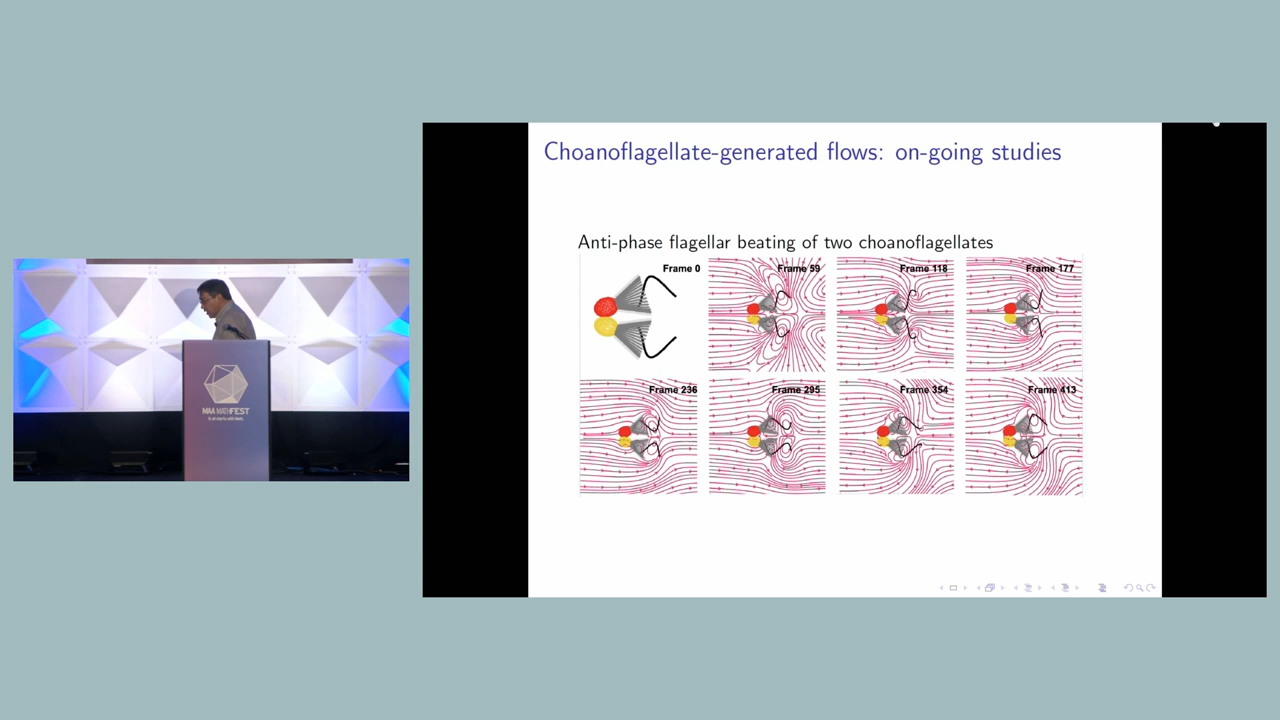 Choanoflagellate-generated flows: on-going studies
Anti-phase flagellar beating of two choanoflagellates
Frame 0
Frame 59
Frame 118
Frame 177
Frame 236
Frame 295
Frame 354
Frame 413
MAA MATHFEST